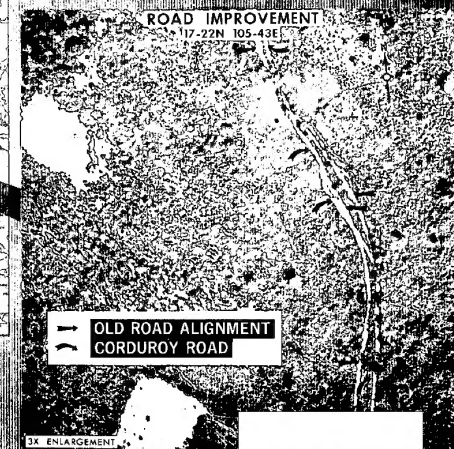 ROAD IMPROVEMENT
17-22N 105-43E
OLD ROAD ALIGNMENT
CORDUROY ROAD
3X ENLARGEMENT